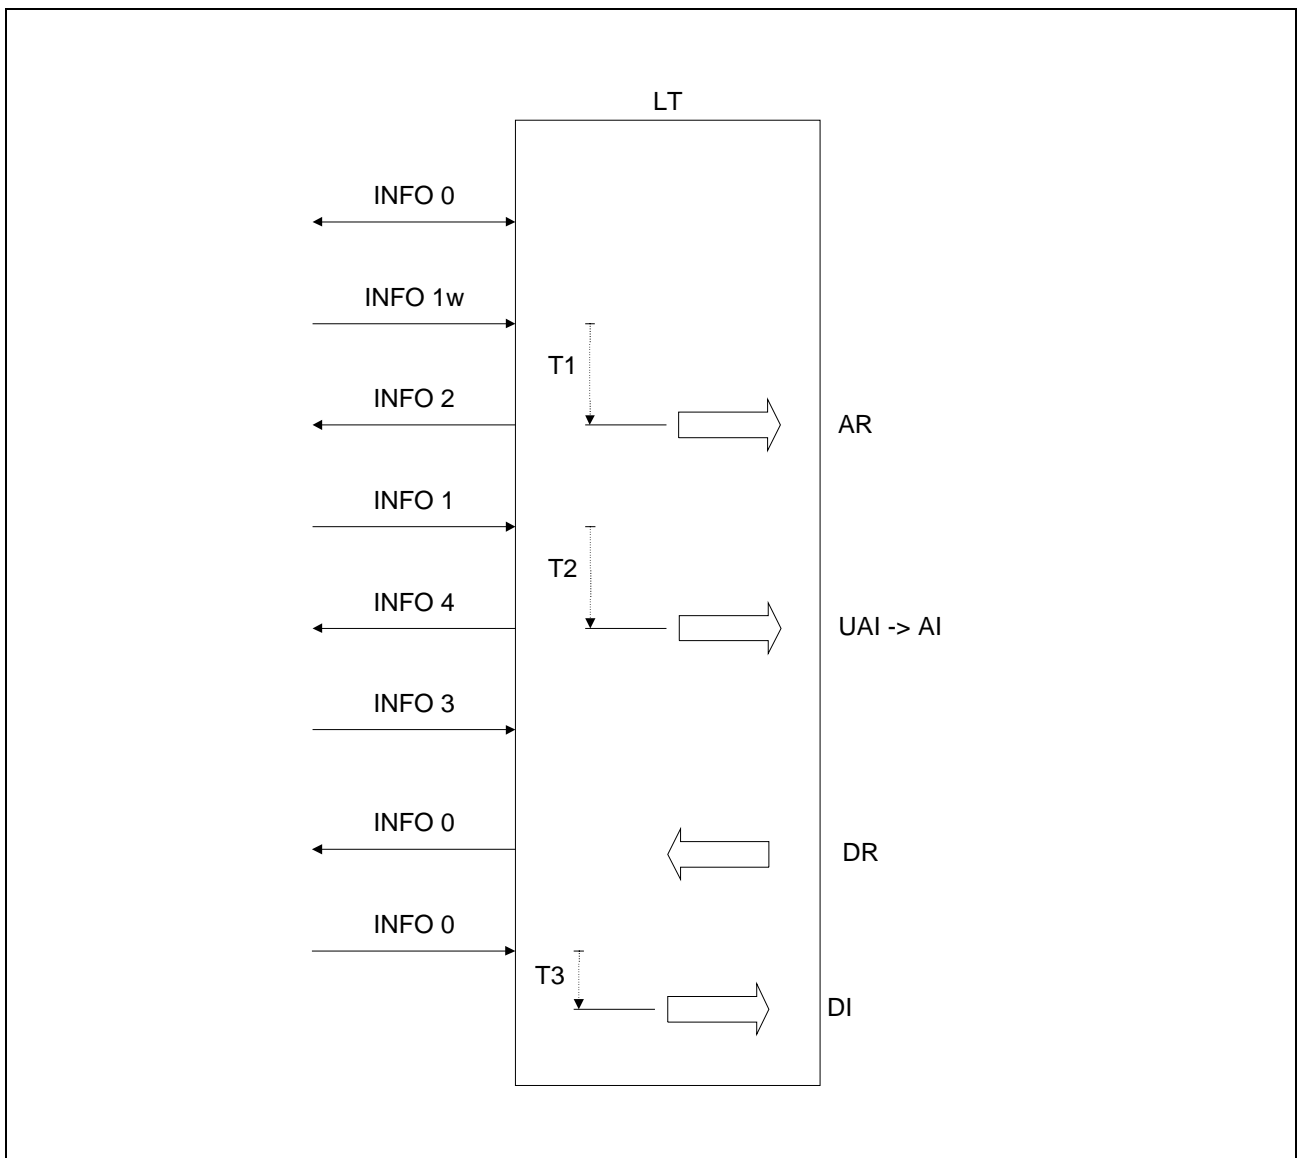 LT
INFO 0
INFO 1w
T1
INFO 2
AR
INFO 1
T2
INFO 4
UAI -> AI
INFO 3
INFO 0
DR
INFO 0
T3
DI